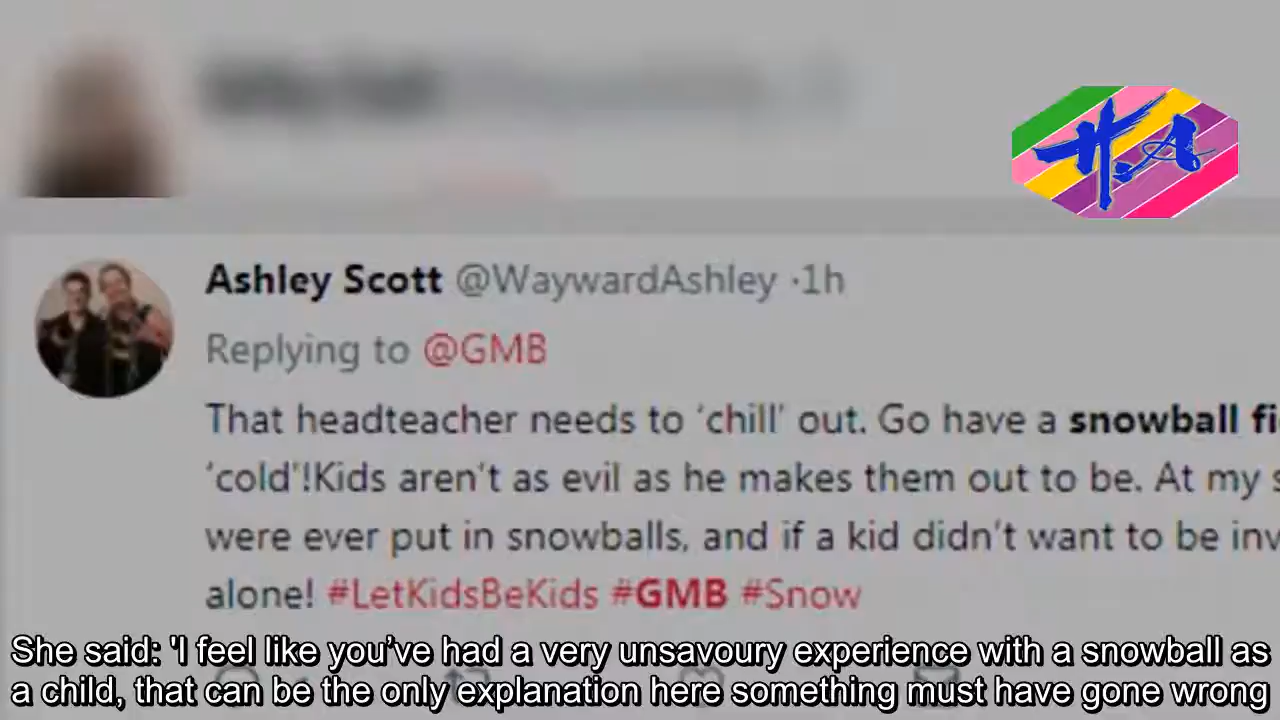 H.A
Ashley Scott @WaywardAshley ·1h
Replying to @GMB
That headteacher needs to ‘chill’ out. Go have a snowball
‘cold’!Kids aren’t as evil as he makes them out to be. At my
were ever put in snowballs, and if a kid didn’t want to be
alone! #LetKidsBeKids #GMB #Snow
She said: 'I feel like you’ve had a very unsavoury experience with a snowball as
a child, that can be the only explanation here something must have gone wrong